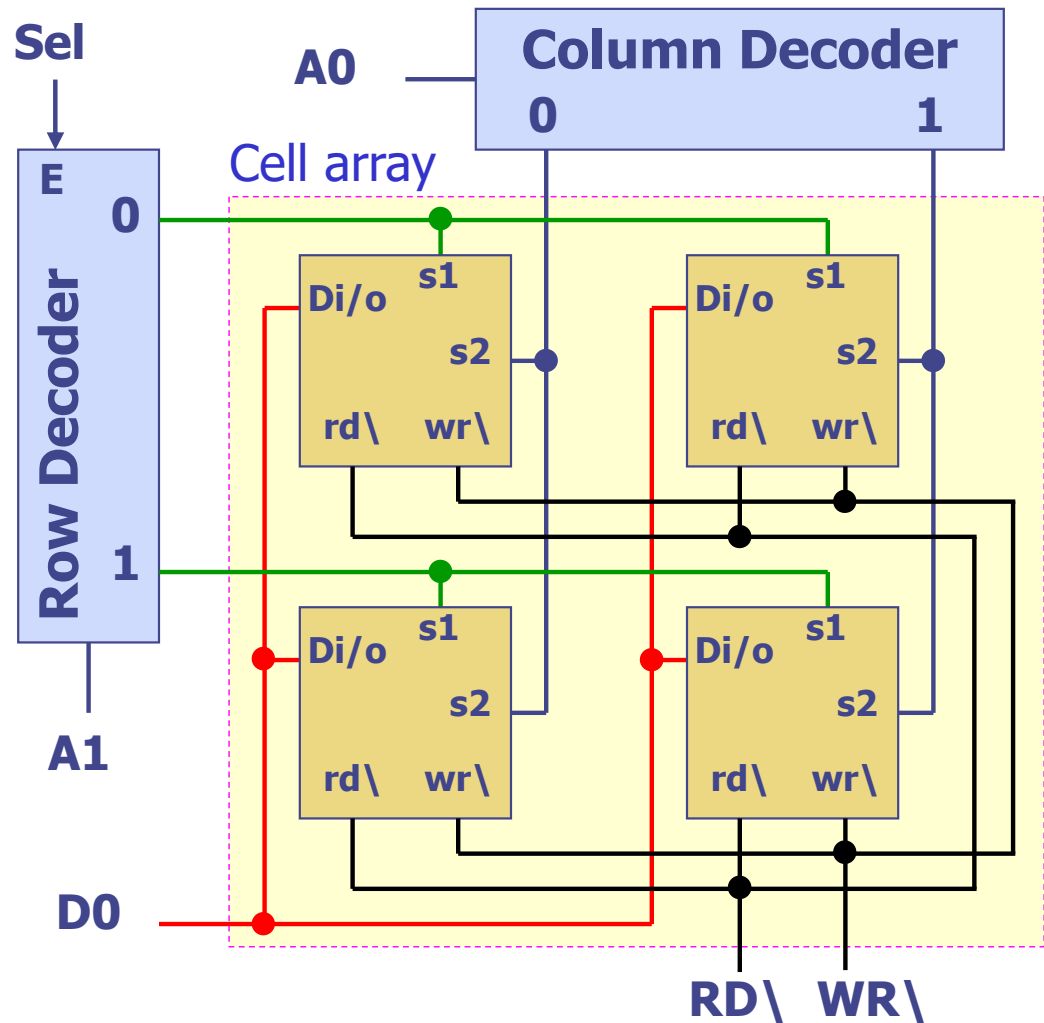 Sel
A0
Column Decoder
0 1
E
Cell array
0
Row Decoder
s1 s1
Di/o Di/o
s2 s2
rd\ wr\ rd\ wr\
1
s1 s1
Di/o Di/o
s2 s2
A1
rd\ wr\ rd\ wr\
D0
RD\ WR\